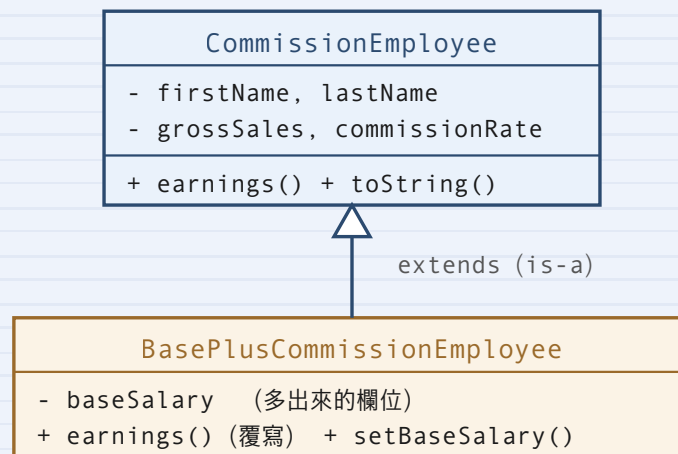 CommissionEmployee
- firstName, lastName
- grossSales, commissionRate
+ earnings() + toString()
extends (is-a)
BasePlusCommissionEmployee
- baseSalary （多出來的欄位）
+ earnings()（覆寫） + setBaseSalary()